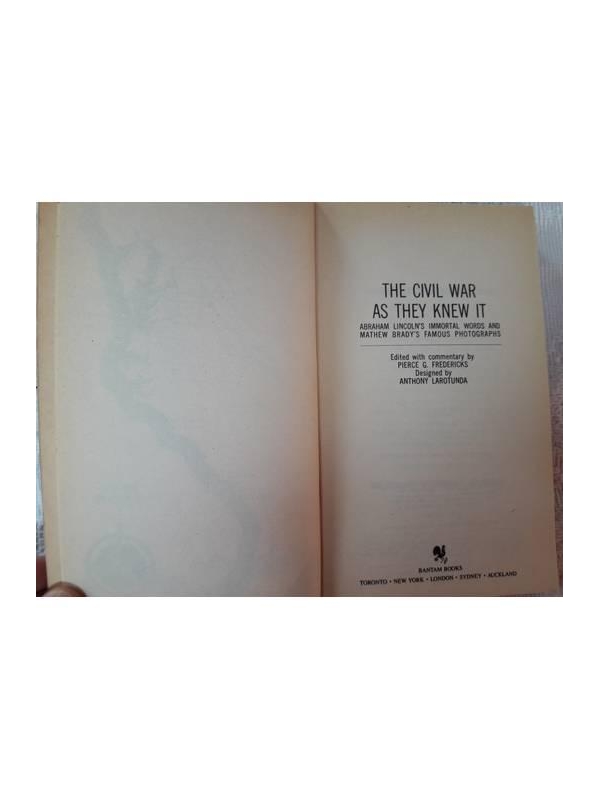 THE CIVIL WAR
AS THEY KNEW IT
ABRAHAM LINCOLN'S IMMORTAL WORDS AND
MATHEW BRADY'S FAMOUS PHOTOGRAPHS
Edited with commentary by
PIERCE G. FREDERICKS
Designed by
ANTHONY LAROTUNDA
BANTAM BOOKS
TORONTO • NEW YORK • LONDON • SYDNEY • AUCKLAND